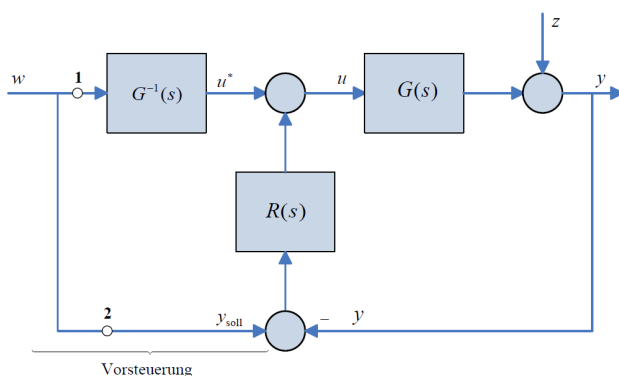 z
w
1
G⁻¹(s)
u*
u
G(s)
y
R(s)
2
y_soll
−
y
Vorsteuerung